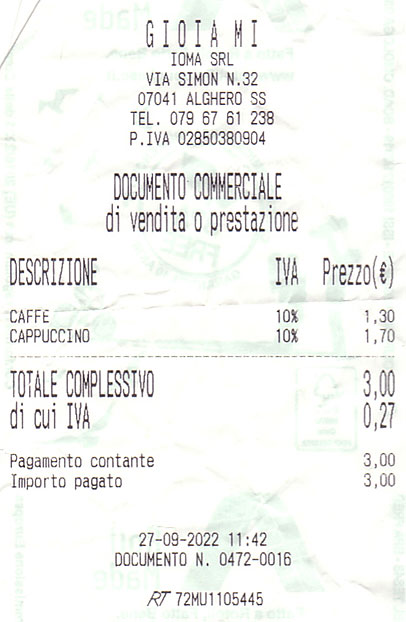 GIOIA MI
IOMA SRL
VIA SIMON N.32
07041 ALGHERO SS
TEL. 079 67 61 238
P.IVA 02850380904
DOCUMENTO COMMERCIALE
di vendita o prestazione
DESCRIZIONE IVA Prezzo(€)
CAFFE 10% 1,30
CAPPUCCINO 10% 1,70
TOTALE COMPLESSIVO 3,00
di cui IVA 0,27
Pagamento contante 3,00
Importo pagato 3,00
27-09-2022 11:42
DOCUMENTO N. 0472-0016
RT 72MU1105445